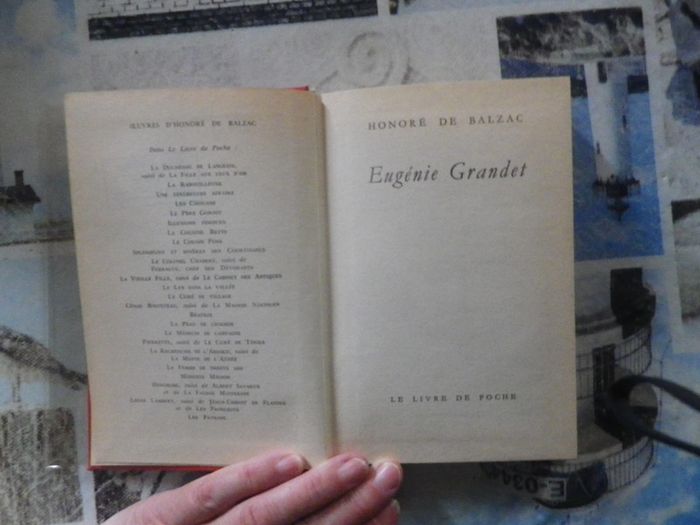 ŒUVRES D'HONORÉ DE BALZAC
Dans Le Livre de Poche :
LA DUCHESSE DE LANGEAIS,
suivi de LA FILLE AUX YEUX D'OR
LA RABOUILLEUSE
UNE TÉNÉBREUSE AFFAIRE
LES CHOUANS
LE PÈRE GORIOT
ILLUSIONS PERDUES
LA COUSINE BETTE
LE COUSIN PONS
SPLENDEURS ET MISÈRES DES COURTISANES
LE COLONEL CHABERT, suivi de
FERRAGUS, CHEF DES DÉVORANTS
LA VIEILLE FILLE, suivi de LE CABINET DES ANTIQUES
LE LYS DANS LA VALLÉE
LE CURÉ DE VILLAGE
CÉSAR BIROTTEAU, suivi de LA MAISON NUCINGEN
BÉATRIX
LA PEAU DE CHAGRIN
LE MÉDECIN DE CAMPAGNE
PIERRETTE, suivi de LE CURÉ DE TOURS
LA RECHERCHE DE L'ABSOLU, suivi de
LA MESSE DE L'ATHÉE
LA FEMME DE TRENTE ANS
MODESTE MIGNON
HONORINE, suivi de ALBERT SAVARUS
et de LA FAUSSE MAÎTRESSE
LOUIS LAMBERT, suivi de JÉSUS-CHRIST EN FLANDRE
et de LES PROSCRITS
LES PAYSANS
HONORÉ DE BALZAC
Eugénie Grandet
LE LIVRE DE POCHE